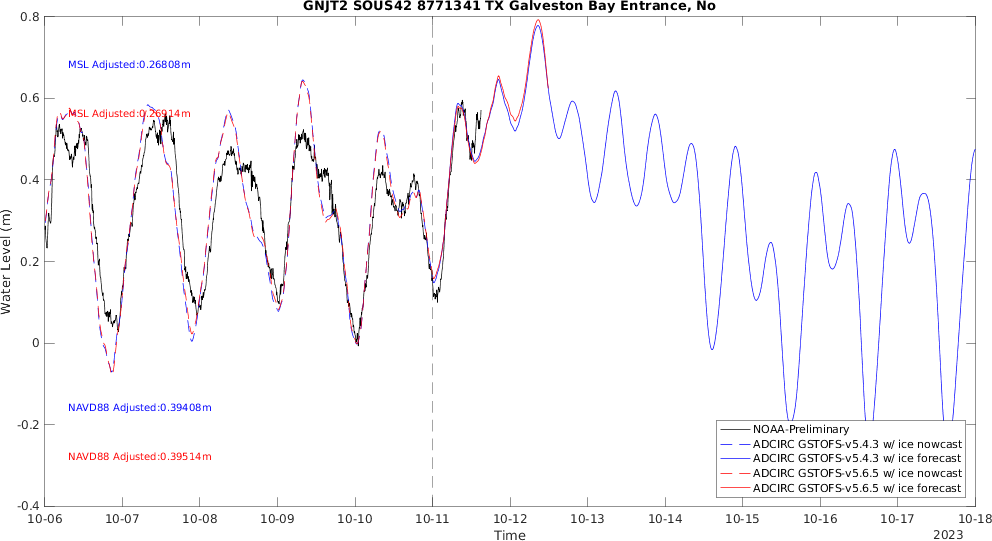 GNJT2 SOUS42 8771341 TX Galveston Bay Entrance, No
0.8
0.6
0.4
0.2
0
-0.2
-0.4
Water Level (m)
MSL Adjusted:0.26808m
MSL Adjusted:0.26914m
NAVD88 Adjusted:0.39408m
NAVD88 Adjusted:0.39514m
NOAA-Preliminary
ADCIRC GSTOFS-v5.4.3 w/ ice nowcast
ADCIRC GSTOFS-v5.4.3 w/ ice forecast
ADCIRC GSTOFS-v5.6.5 w/ ice nowcast
ADCIRC GSTOFS-v5.6.5 w/ ice forecast
10-06 10-07 10-08 10-09 10-10 10-11 10-12 10-13 10-14 10-15 10-16 10-17 10-18
Time
2023